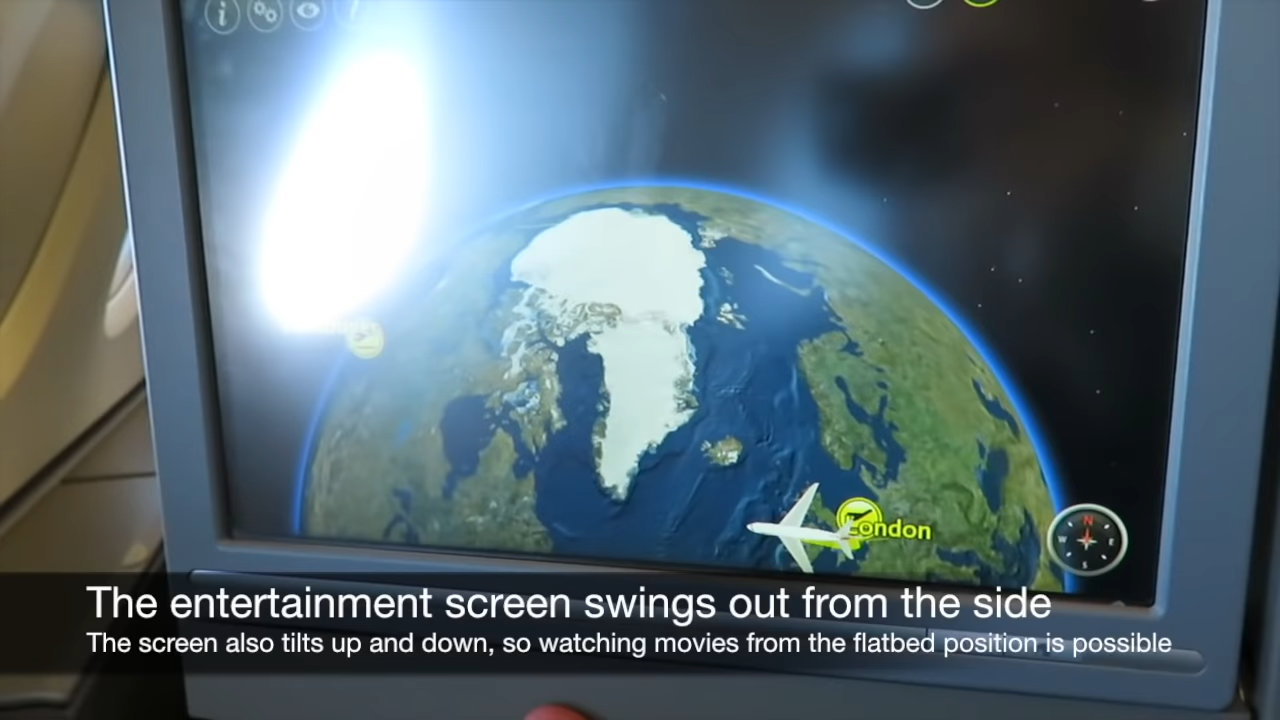 London
N
W
E
S
The entertainment screen swings out from the side
The screen also tilts up and down, so watching movies from the flatbed position is possible